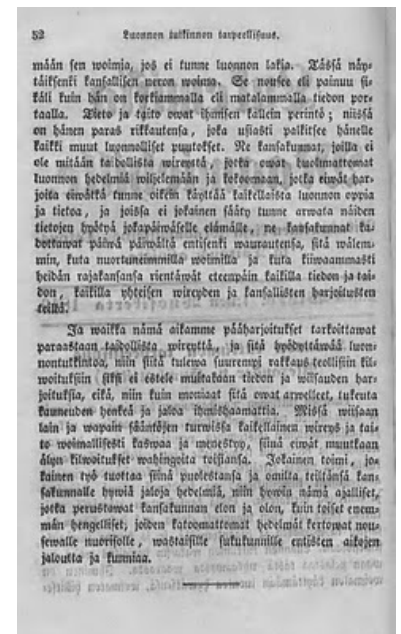 52 Luonnon tutkinnon tarpeellisuus.
mään sen woimia, jos ei tunne luonnon lakia. Tässä näy-
täiksenki kansallisen neron woima. Se nousee eli painuu si-
käli kuin hän on korkiammalla eli matalammalla tiedon por-
taalla. Tieto ja taito owat ihmisen kallein perintö; niissä
on hänen paras rikkautensa, joka usiasti palkitsee hänelle
kaikki muut luonnolliset puutokset. Ne kansakunnat, joilla ei
ole mitään taidollista wireyttä, jotka owat huolimattomat
luonnon hedelmiä wiljelemään ja kokoomaan, jotka eiwät har-
joita eiwätkä tunne oikein käyttää kaikellaista luonnon oppia
ja tietoa, ja joissa ei jokainen sääty tunne arwata näiden
tietojen hyötyä jokapäiwäselle elämälle, ne kansakunnat ka-
dottawat päiwä päiwältä entisenki waurautensa, sitä wälem-
min, kuta nuortuneimmilla woimilla ja kuta kiiwaammasti
heidän rajakansansa rientäwät eteenpäin kaikilla tiedon ja tai-
don, kaikilla yhteisen wireyden ja kansallisten harjoitusten
teillä.
Ja waikka nämä aikamme pääharjoitukset tarkoittawat
paraastaan taidollista wireyttä, ja sitä hyödyttäwää luon-
nontutkintoa, niin siitä tulewa suurempi rakkaus teollisiin kil-
woituksiin siksi ei estele muitakaan tiedon ja wiisauden har-
joituksia, eikä, niin kuin moniaat sitä owat arwelleet, tukeuta
kauneuden henkeä ja jaloa ihmishaamattia. Missä wiisaan
lain ja wapain sääntöjen turwissa kaikellainen wireys ja tai-
to woimallisesti kaswaa ja menestyy, siinä eiwät muutkaan
älyn kilwoitukset wahingoita toisiansa. Jokainen toimi, jo-
kainen työ tuottaa siinä puolestansa ja omilta teiltänsä kan-
sakunnalle hywiä jaloja hedelmiä, niin hywin nämä ajalliset,
jotka perustawat kansakunnan elon ja olon, kuin toiset enem-
män hengelliset, joiden katoomattomat hedelmät kertowat nou-
sewalle nuorisolle, wastaisille sukukunnille entisten aikojen
jaloutta ja kunniaa.